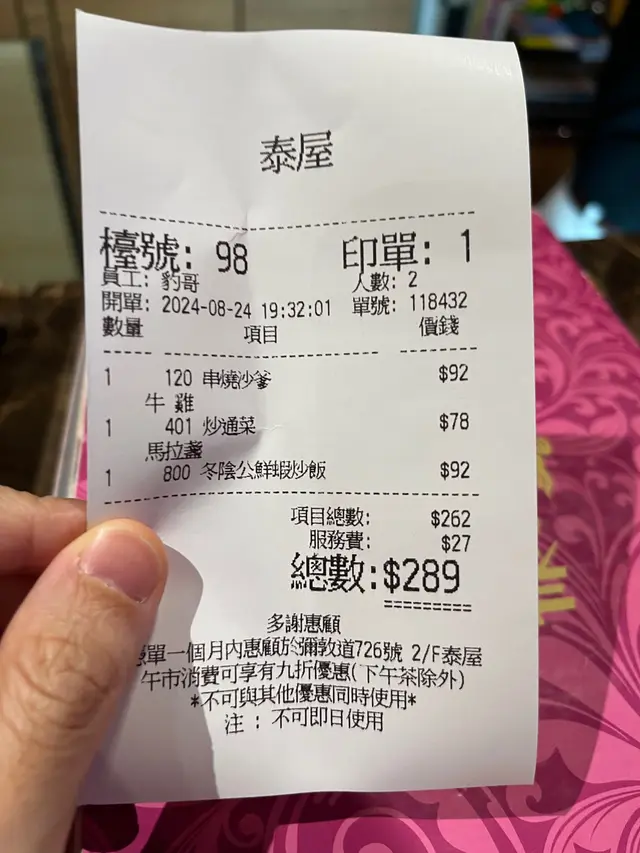 泰屋
檯號: 98 印單: 1
員工: 豹哥 人數: 2
開單: 2024-08-24 19:32:01 單號: 118432
數量 項目 價錢
1 120 串燒沙爹 $92
牛 雞
1 401 炒通菜 $78
馬拉盞
1 800 冬陰公鮮蝦炒飯 $92
項目總數: $262
服務費: $27
總數:$289
多謝惠顧
單一個月內惠顧於彌敦道726號 2/F泰屋
午市消費可享有九折優惠(下午茶除外)
*不可與其他優惠同時使用*
注 : 不可即日使用